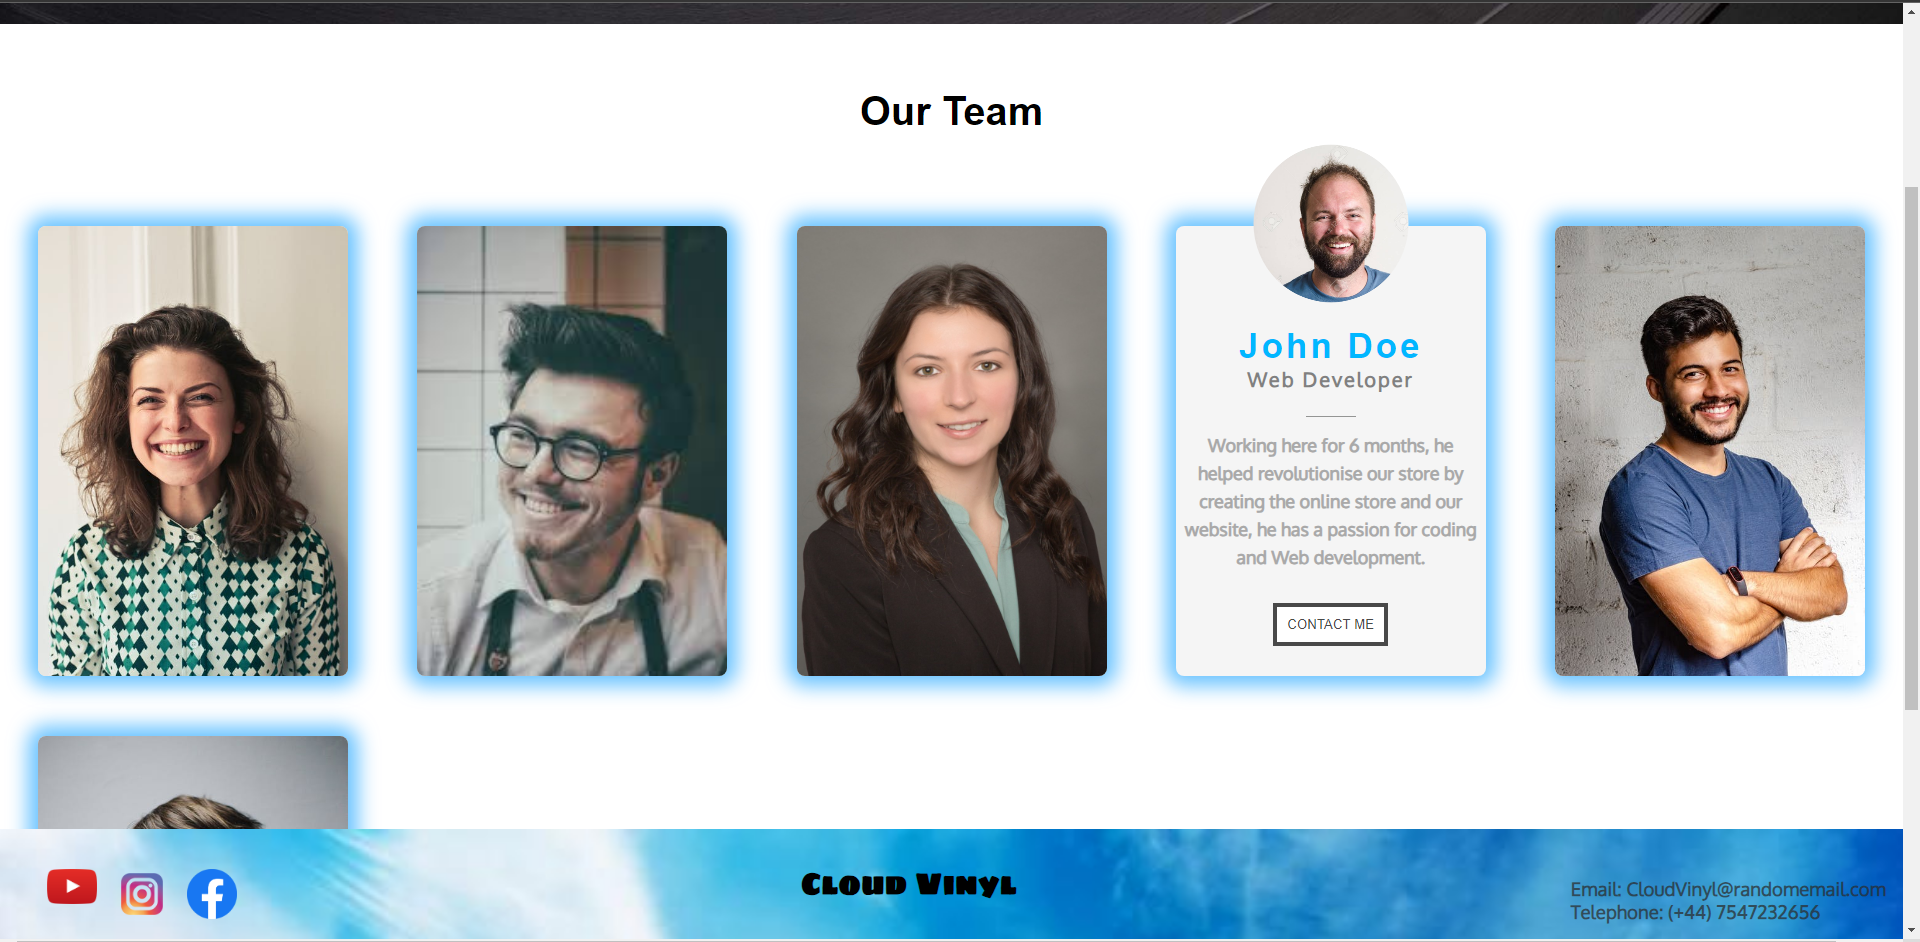 Our Team
John Doe
Web Developer
Working here for 6 months, he
helped revolutionise our store by
creating the online store and our
website, he has a passion for coding
and Web development.
CONTACT ME
Cloud Vinyl
Email: CloudVinyl@randomemail.com
Telephone: (+44) 7547232656